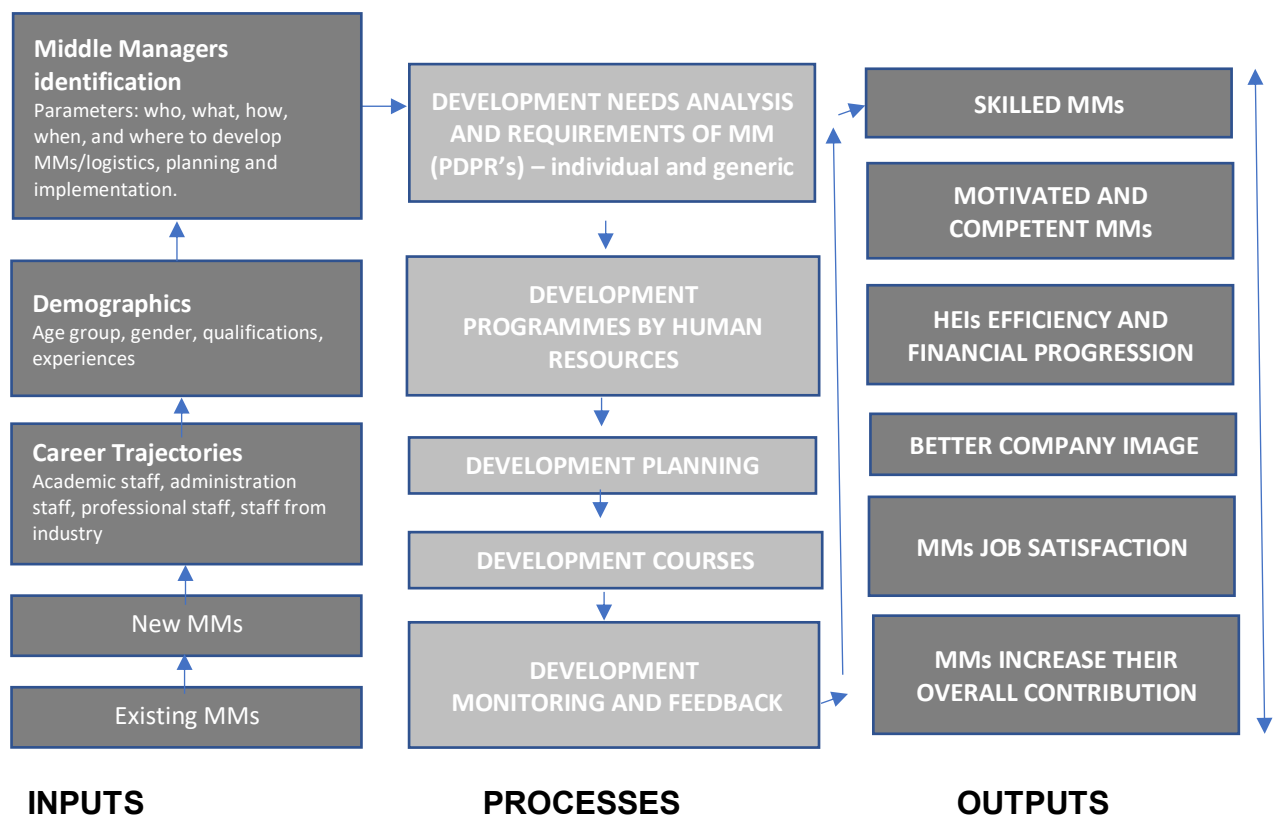 Middle Managers
identification
Parameters: who, what, how,
when, and where to develop
MMs/logistics, planning and
implementation.
Demographics
Age group, gender, qualifications,
experiences
Career Trajectories
Academic staff, administration
staff, professional staff, staff from
industry
New MMs
Existing MMs
INPUTS
DEVELOPMENT NEEDS ANALYSIS
AND REQUIREMENTS OF MM
(PDPR's) – individual and generic
DEVELOPMENT
PROGRAMMES BY HUMAN
RESOURCES
DEVELOPMENT PLANNING
DEVELOPMENT COURSES
DEVELOPMENT
MONITORING AND FEEDBACK
PROCESSES
SKILLED MMs
MOTIVATED AND
COMPETENT MMs
HEIs EFFICIENCY AND
FINANCIAL PROGRESSION
BETTER COMPANY IMAGE
MMs JOB SATISFACTION
MMs INCREASE THEIR
OVERALL CONTRIBUTION
OUTPUTS